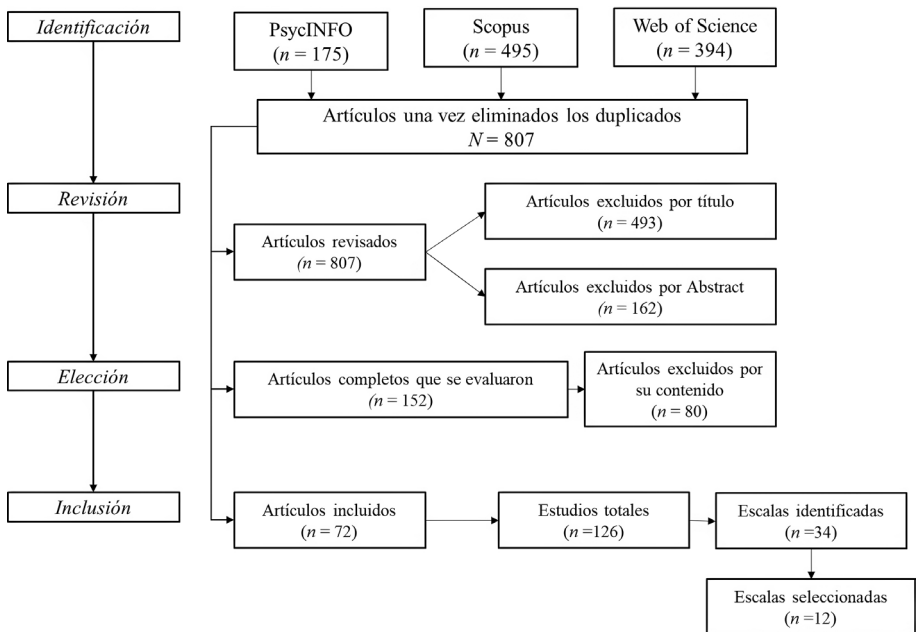 Identificación
PsycINFO
(n = 175)
Scopus
(n = 495)
Web of Science
(n = 394)
Artículos una vez eliminados los duplicados
N = 807
Revisión
Artículos revisados
(n = 807)
Artículos excluidos por título
(n = 493)
Artículos excluidos por Abstract
(n = 162)
Elección
Artículos completos que se evaluaron
(n = 152)
Artículos excluidos por
su contenido
(n = 80)
Inclusión
Artículos incluidos
(n = 72)
Estudios totales
(n =126)
Escalas identificadas
(n =34)
Escalas seleccionadas
(n =12)